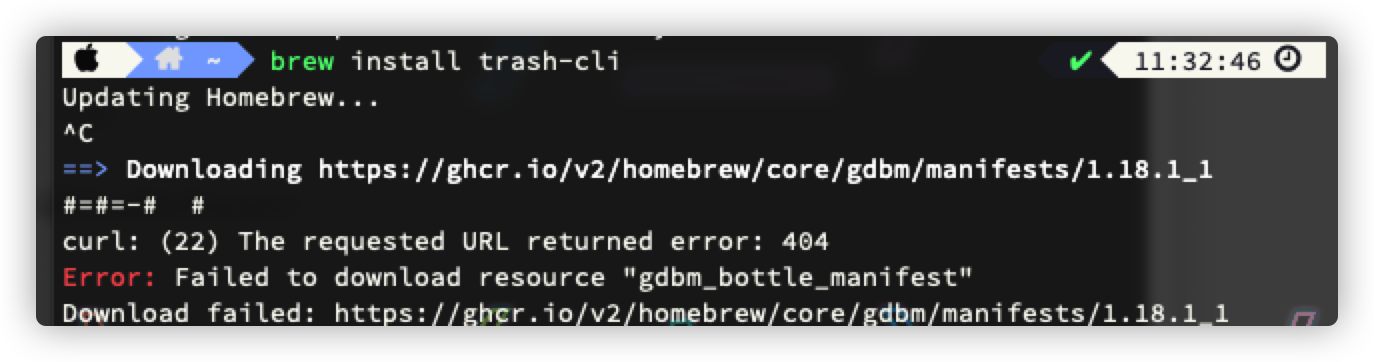 ~ brew install trash-cli ✔ 11:32:46
Updating Homebrew...
^C
==> Downloading https://ghcr.io/v2/homebrew/core/gdbm/manifests/1.18.1_1
#=#=-#  #
curl: (22) The requested URL returned error: 404
Error: Failed to download resource "gdbm_bottle_manifest"
Download failed: https://ghcr.io/v2/homebrew/core/gdbm/manifests/1.18.1_1